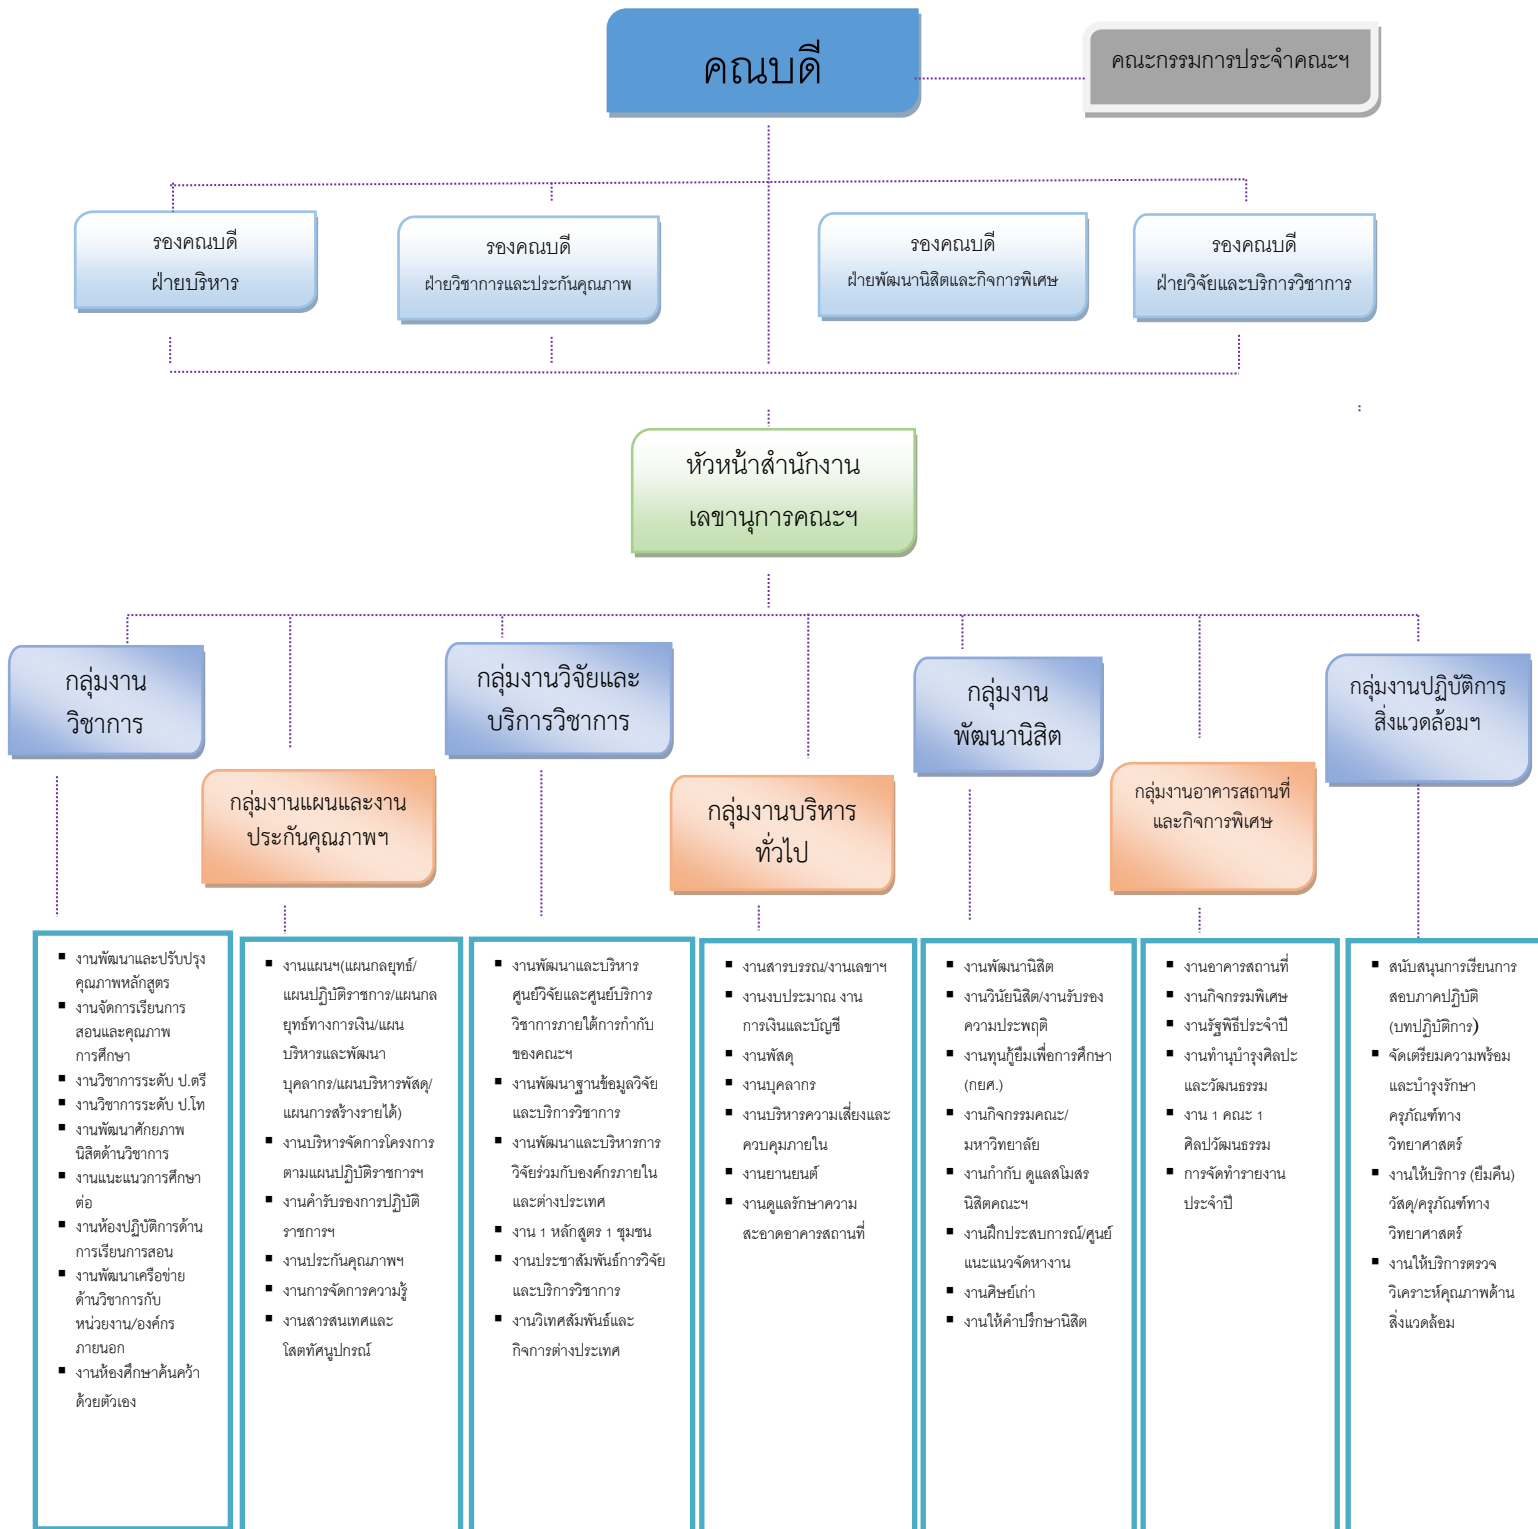 คณบดี
คณะกรรมการประจำคณะฯ
รองคณบดี
ฝ่ายบริหาร
รองคณบดี
ฝ่ายวิชาการและประกันคุณภาพ
รองคณบดี
ฝ่ายพัฒนานิสิตและกิจการพิเศษ
รองคณบดี
ฝ่ายวิจัยและบริการวิชาการ
หัวหน้าสำนักงาน
เลขานุการคณะฯ
กลุ่มงาน
วิชาการ
กลุ่มงานแผนและงาน
ประกันคุณภาพฯ
กลุ่มงานวิจัยและ
บริการวิชาการ
กลุ่มงานบริหาร
ทั่วไป
กลุ่มงาน
พัฒนานิสิต
กลุ่มงานอาคารสถานที่
และกิจการพิเศษ
กลุ่มงานปฏิบัติการ
สิ่งแวดล้อมฯ
▪ งานพัฒนาและปรับปรุง
คุณภาพหลักสูตร
▪ งานจัดการเรียนการ
สอนและคุณภาพ
การศึกษา
▪ งานวิชาการระดับ ป.ตรี
▪ งานวิชาการระดับ ป.โท
▪ งานพัฒนาศักยภาพ
นิสิตด้านวิชาการ
▪ งานแนะแนวการศึกษา
ต่อ
▪ งานห้องปฏิบัติการด้าน
การเรียนการสอน
▪ งานพัฒนาเครือข่าย
ด้านวิชาการกับ
หน่วยงาน/องค์กร
ภายนอก
▪ งานห้องศึกษาค้นคว้า
ด้วยตัวเอง
▪ งานแผนฯ(แผนกลยุทธ์/
แผนปฏิบัติราชการ/แผนกล
ยุทธ์ทางการเงิน/แผน
บริหารและพัฒนา
บุคลากร/แผนบริหารพัสดุ/
แผนการสร้างรายได้)
▪ งานบริหารจัดการโครงการ
ตามแผนปฏิบัติราชการฯ
▪ งานคำรับรองการปฏิบัติ
ราชการฯ
▪ งานประกันคุณภาพฯ
▪ งานการจัดการความรู้
▪ งานสารสนเทศและ
โสตทัศนูปกรณ์
▪ งานพัฒนาและบริหาร
ศูนย์วิจัยและศูนย์บริการ
วิชาการภายใต้การกำกับ
ของคณะฯ
▪ งานพัฒนาฐานข้อมูลวิจัย
และบริการวิชาการ
▪ งานพัฒนาและบริหารการ
วิจัยร่วมกับองค์กรภายใน
และต่างประเทศ
▪ งาน 1 หลักสูตร 1 ชุมชน
▪ งานประชาสัมพันธ์การวิจัย
และบริการวิชาการ
▪ งานวิเทศสัมพันธ์และ
กิจการต่างประเทศ
▪ งานสารบรรณ/งานเลขาฯ
▪ งานงบประมาณ งาน
การเงินและบัญชี
▪ งานพัสดุ
▪ งานบุคลากร
▪ งานบริหารความเสี่ยงและ
ควบคุมภายใน
▪ งานยานยนต์
▪ งานดูแลรักษาความ
สะอาดอาคารสถานที่
▪ งานพัฒนานิสิต
▪ งานวินัยนิสิต/งานรับรอง
ความประพฤติ
▪ งานทุนกู้ยืมเพื่อการศึกษา
(กยศ.)
▪ งานกิจกรรมคณะ/
มหาวิทยาลัย
▪ งานกำกับ ดูแลสโมสร
นิสิตคณะฯ
▪ งานฝึกประสบการณ์/ศูนย์
แนะแนวจัดหางาน
▪ งานศิษย์เก่า
▪ งานให้คำปรึกษานิสิต
▪ งานอาคารสถานที่
▪ งานกิจกรรมพิเศษ
▪ งานรัฐพิธีประจำปี
▪ งานทำนุบำรุงศิลปะ
และวัฒนธรรม
▪ งาน 1 คณะ 1
ศิลปวัฒนธรรม
▪ การจัดทำรายงาน
ประจำปี
▪ สนับสนุนการเรียนการ
สอบภาคปฏิบัติ
(บทปฏิบัติการ)
▪ จัดเตรียมความพร้อม
และบำรุงรักษา
ครุภัณฑ์ทาง
วิทยาศาสตร์
▪ งานให้บริการ (ยืมคืน)
วัสดุ/ครุภัณฑ์ทาง
วิทยาศาสตร์
▪ งานให้บริการตรวจ
วิเคราะห์คุณภาพด้าน
สิ่งแวดล้อม